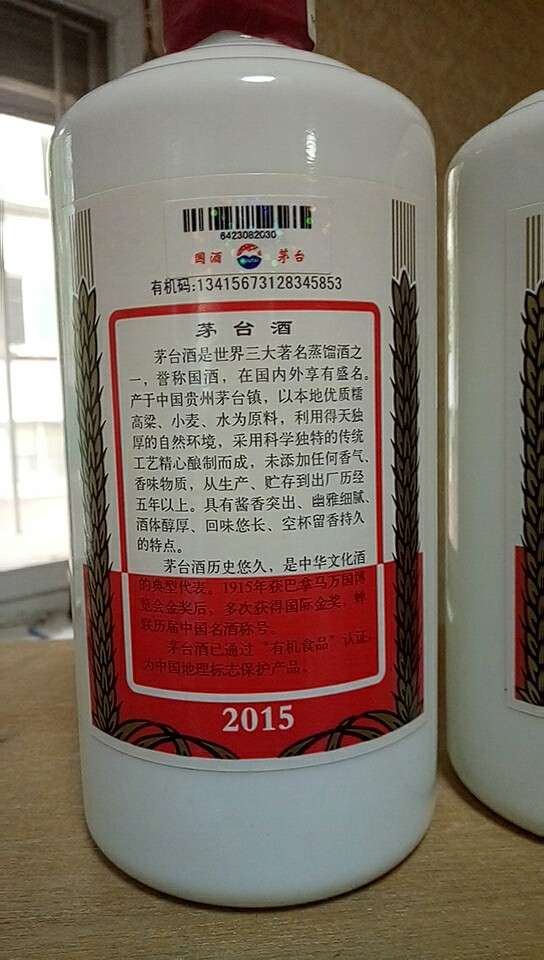 6423082030
国酒 茅台
有机码:13415673128345853
茅台酒
茅台酒是世界三大著名蒸馏酒之
一，誉称国酒，在国内外享有盛名。
产于中国贵州茅台镇，以本地优质糯
高粱、小麦、水为原料，利用得天独
厚的自然环境，采用科学独特的传统
工艺精心酿制而成，未添加任何香气、
香味物质，从生产、贮存到出厂历经
五年以上。具有酱香突出、幽雅细腻、
酒体醇厚、回味悠长、空杯留香持久
的特点。
茅台酒历史悠久，是中华文化酒
的典型代表。1915年获巴拿马万国博
览会金奖后，多次获得国际金奖，蝉
联历届中国名酒称号。
茅台酒已通过“有机食品”认证，
为中国地理标志保护产品。
2015